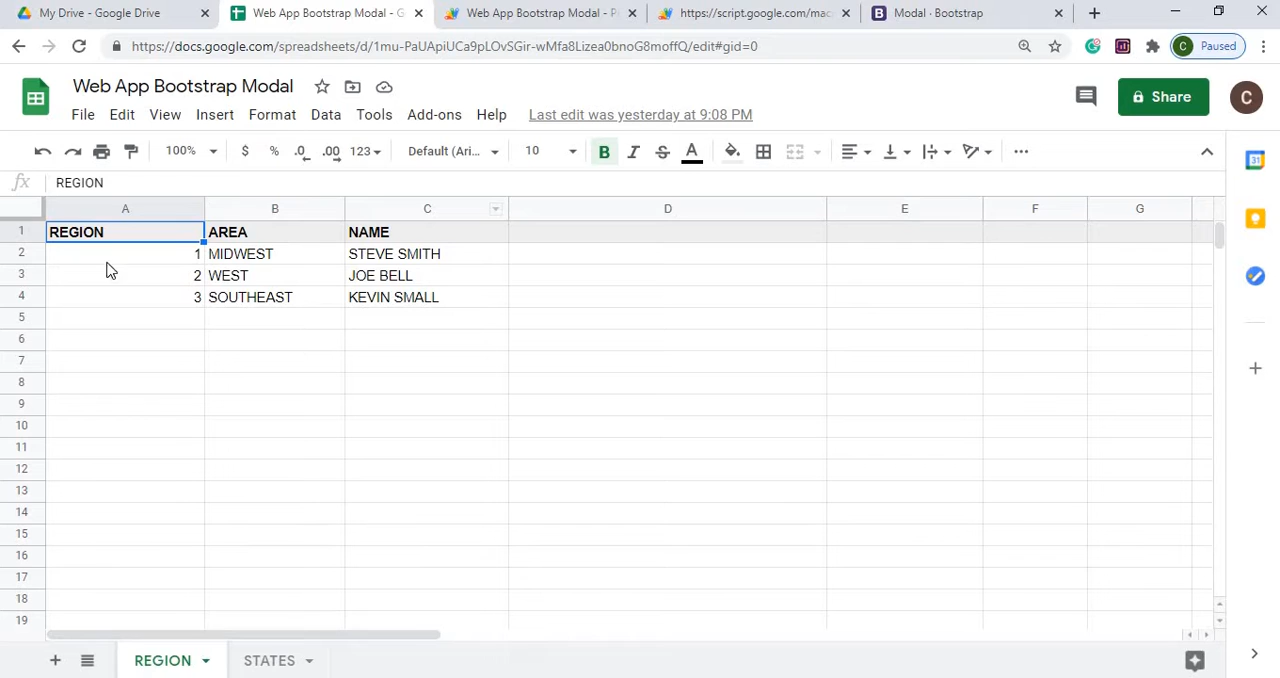 My Drive - Google Drive
Web App Bootstrap Modal - G
Web App Bootstrap Modal - P
https://script.google.com/mac
Modal · Bootstrap
https://docs.google.com/spreadsheets/d/1mu-PaUApiUCa9pLOvSGir-wMfa8Lizea0bnoG8moffQ/edit#gid=0
C Paused
Web App Bootstrap Modal
File Edit View Insert Format Data Tools Add-ons Help Last edit was yesterday at 9:08 PM
Share
C
100% $ % .0 .00 123 Default (Ari... 10 B I S A
fx REGION
A B C D E F G
1 REGION AREA NAME
2 1 MIDWEST STEVE SMITH
3 2 WEST JOE BELL
4 3 SOUTHEAST KEVIN SMALL
5
6
7
8
9
10
11
12
13
14
15
16
17
18
19
REGION STATES
31